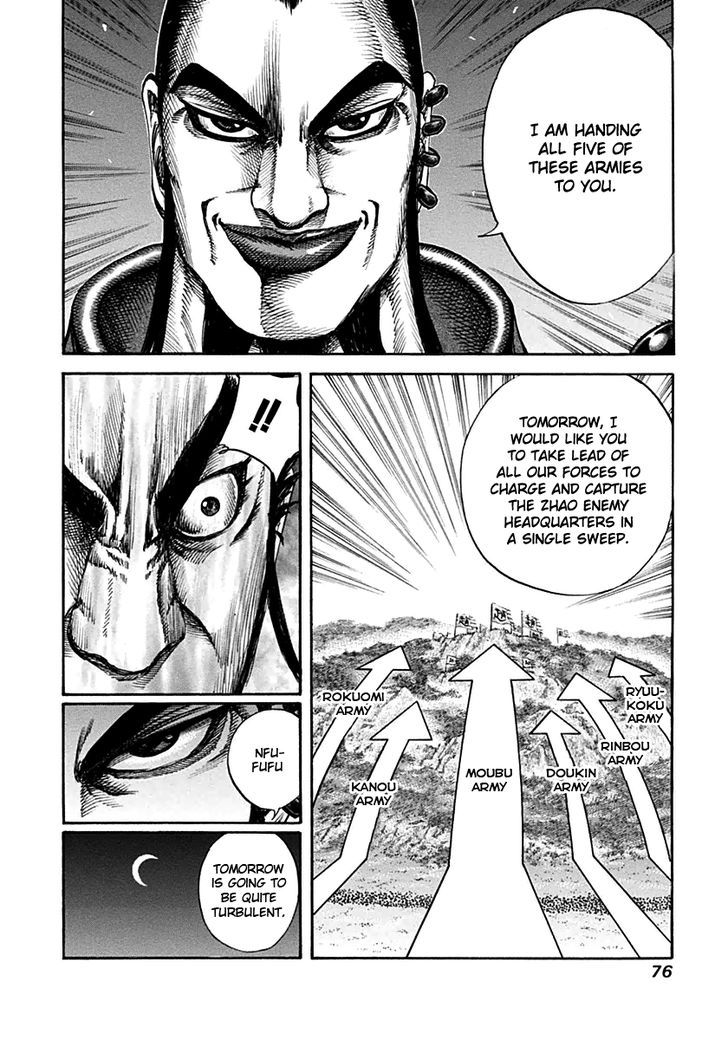 I AM HANDING
ALL FIVE OF
THESE ARMIES
TO YOU.
TOMORROW, I
WOULD LIKE YOU
TO TAKE LEAD OF
ALL OUR FORCES TO
CHARGE AND CAPTURE
THE ZHAO ENEMY
HEADQUARTERS IN
A SINGLE SWEEP.
ROKUOMI
ARMY
KANOU
ARMY
MOUBU
ARMY
DOUKIN
ARMY
RINBOU
ARMY
RYUU-
KOKU
ARMY
!!
NFU-
FUFU
TOMORROW
IS GOING TO
BE QUITE
TURBULENT.
76